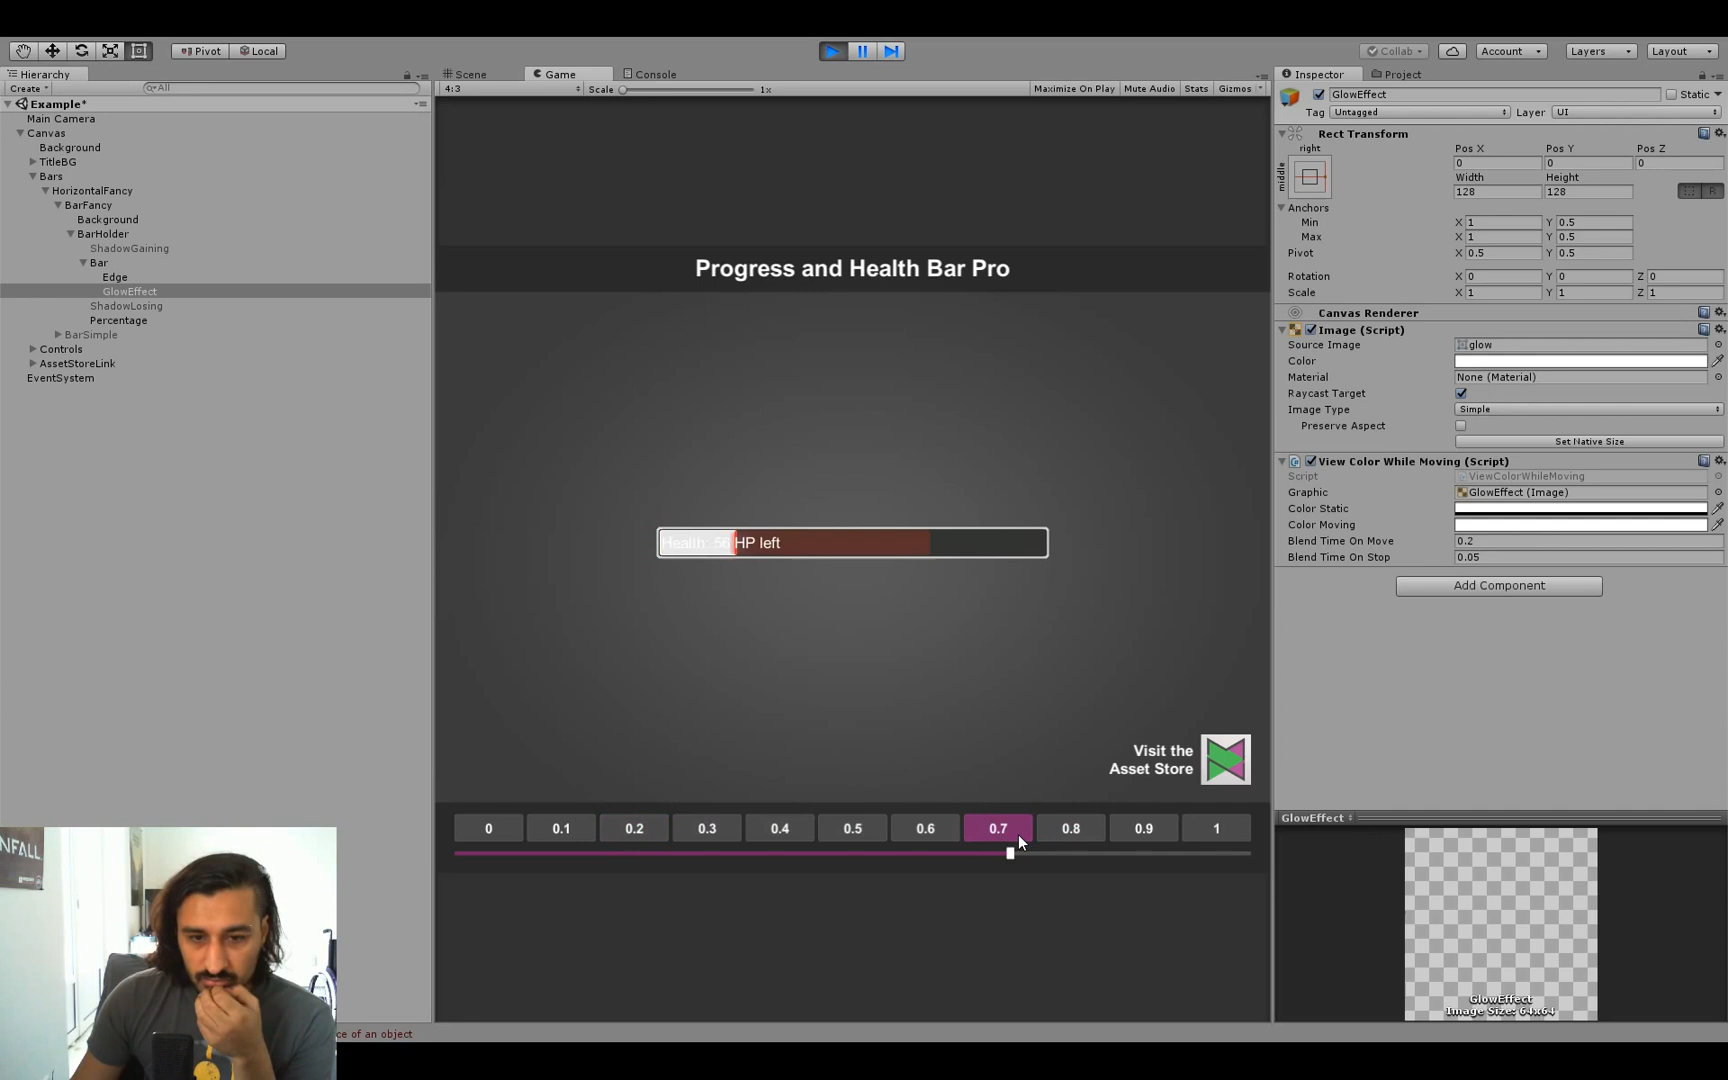 Pivot
Local
Collab
Account
Layers
Layout
Hierarchy
Create
All
Example*
Main Camera
Canvas
Background
TitleBG
Bars
HorizontalFancy
BarFancy
Background
BarHolder
ShadowGaining
Bar
Edge
GlowEffect
ShadowLosing
Percentage
BarSimple
Controls
AssetStoreLink
EventSystem
Scene
Game
Console
4:3
Scale
1x
Maximize On Play
Mute Audio
Stats
Gizmos
Progress and Health Bar Pro
Health: 56 HP left
Visit the
Asset Store
0 0.1 0.2 0.3 0.4 0.5 0.6 0.7 0.8 0.9 1
Inspector
Project
GlowEffect
Static
Tag Untagged Layer UI
Rect Transform
right
middle
Pos X Pos Y Pos Z
0 0 0
Width Height
128 128
R
Anchors
Min X 1 Y 0.5
Max X 1 Y 0.5
Pivot X 0.5 Y 0.5
Rotation X 0 Y 0 Z 0
Scale X 1 Y 1 Z 1
Canvas Renderer
Image (Script)
Source Image glow
Color
Material None (Material)
Raycast Target
Image Type Simple
Preserve Aspect
Set Native Size
View Color While Moving (Script)
Script ViewColorWhileMoving
Graphic GlowEffect (Image)
Color Static
Color Moving
Blend Time On Move 0.2
Blend Time On Stop 0.05
Add Component
GlowEffect
GlowEffect
Image Size: 64x64
NFALL
ce of an object